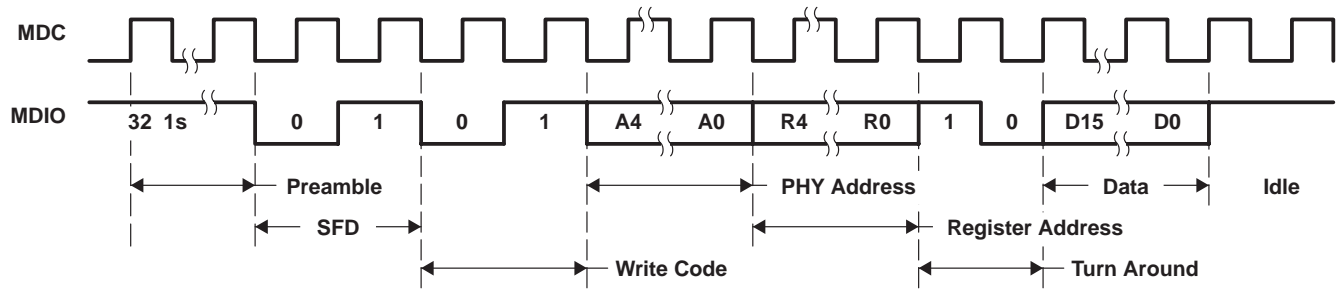 MDC
MDIO
32 1s 0 1 0 1 A4 A0 R4 R0 1 0 D15 D0
Preamble PHY Address Data Idle
SFD Register Address
Write Code Turn Around